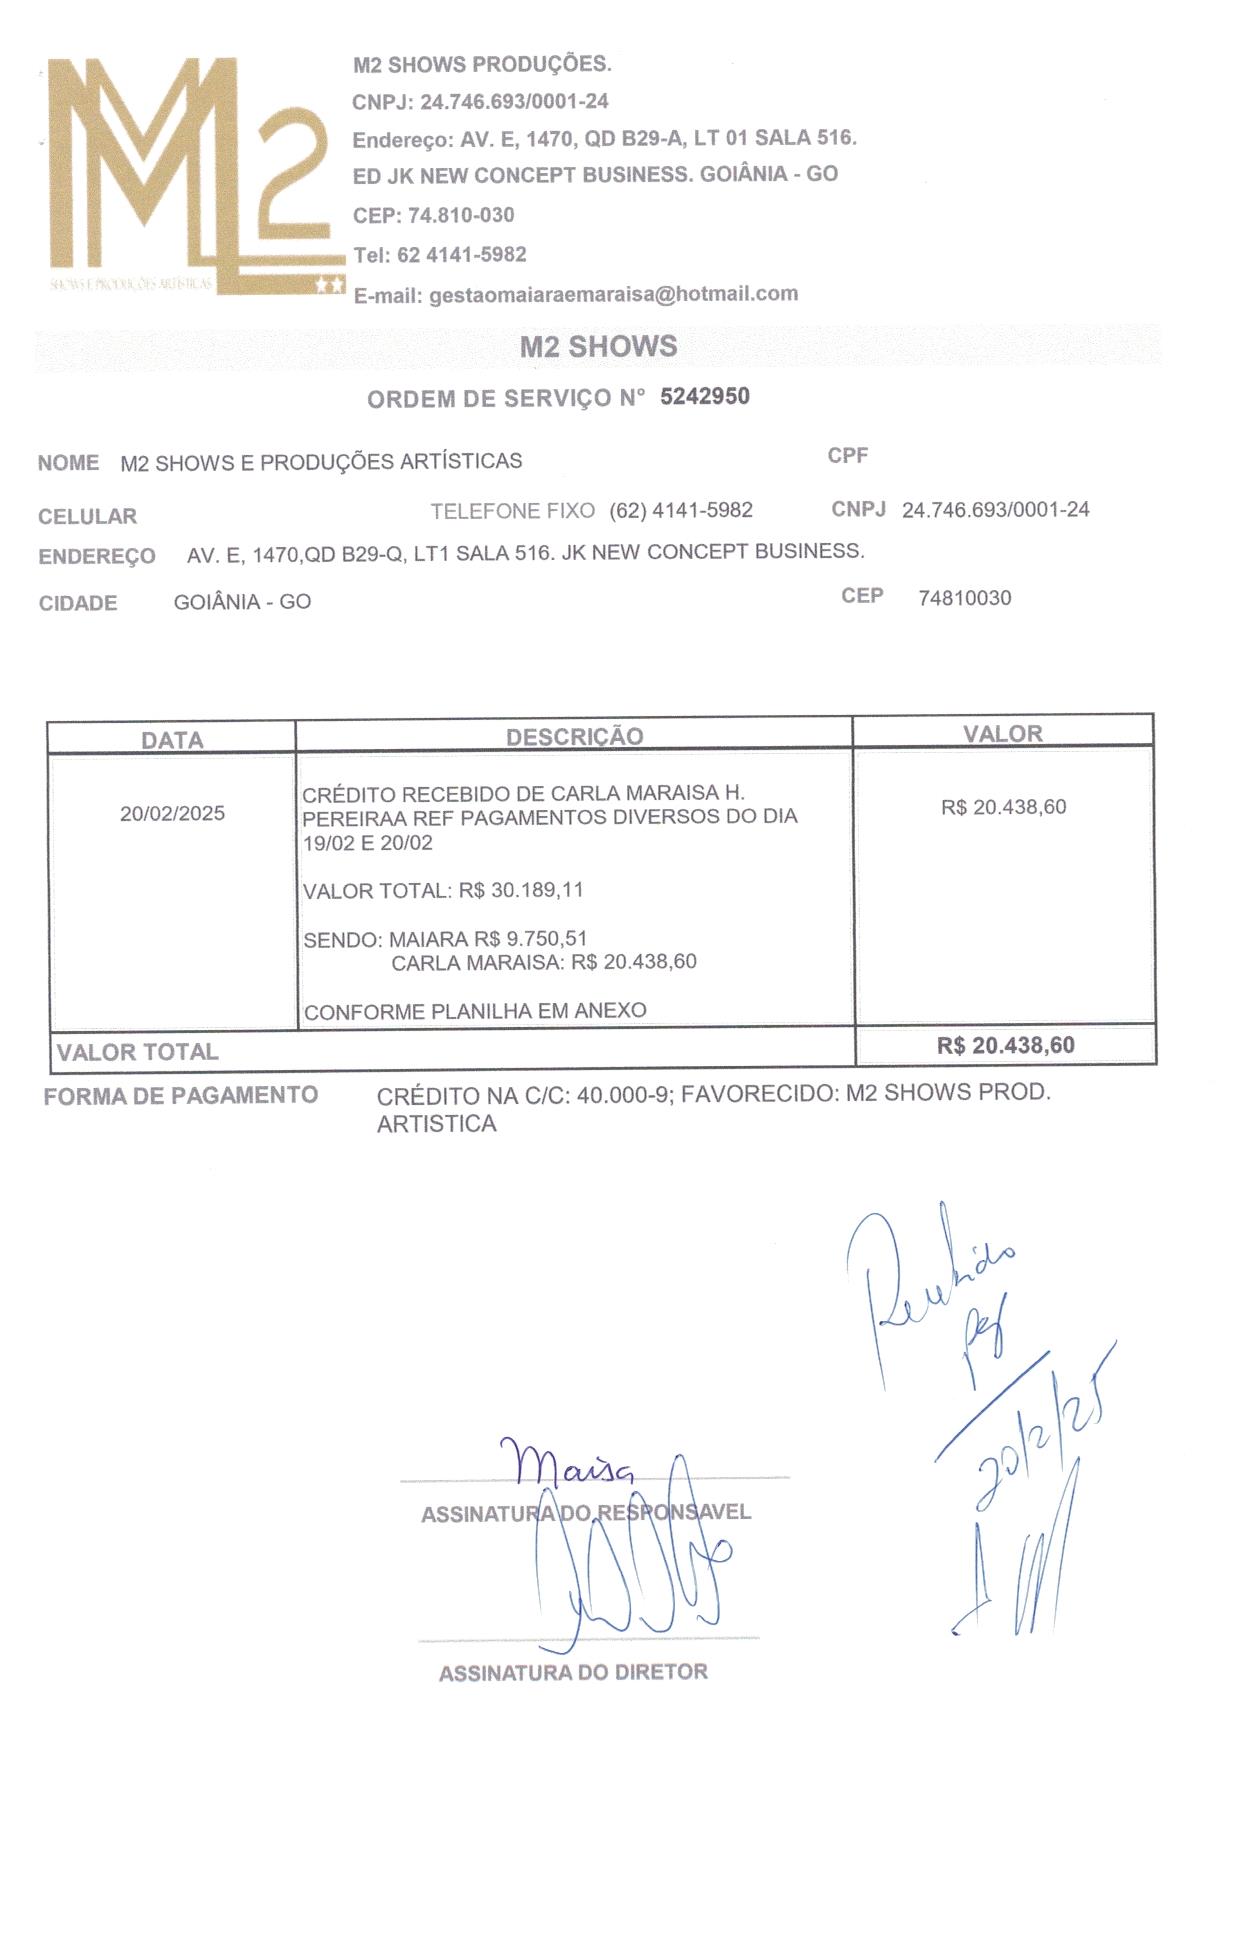 M2
SHOWS E PRODUÇÕES ARTÍSTICAS
M2 SHOWS PRODUÇÕES.
CNPJ: 24.746.693/0001-24
Endereço: AV. E, 1470, QD B29-A, LT 01 SALA 516.
ED JK NEW CONCEPT BUSINESS. GOIÂNIA - GO
CEP: 74.810-030
Tel: 62 4141-5982
E-mail: gestaomaiaraemaraisa@hotmail.com
M2 SHOWS
ORDEM DE SERVIÇO N° 5242950
NOME M2 SHOWS E PRODUÇÕES ARTÍSTICAS CPF
CELULAR TELEFONE FIXO (62) 4141-5982 CNPJ 24.746.693/0001-24
ENDEREÇO AV. E, 1470,QD B29-Q, LT1 SALA 516. JK NEW CONCEPT BUSINESS.
CIDADE GOIÂNIA - GO CEP 74810030
DATA DESCRIÇÃO VALOR
20/02/2025 CRÉDITO RECEBIDO DE CARLA MARAISA H. R$ 20.438,60
PEREIRAA REF PAGAMENTOS DIVERSOS DO DIA
19/02 E 20/02
VALOR TOTAL: R$ 30.189,11
SENDO: MAIARA R$ 9.750,51
CARLA MARAISA: R$ 20.438,60
CONFORME PLANILHA EM ANEXO
VALOR TOTAL R$ 20.438,60
FORMA DE PAGAMENTO CRÉDITO NA C/C: 40.000-9; FAVORECIDO: M2 SHOWS PROD.
ARTISTICA
Recebido
20/2/25
Maisa
ASSINATURA DO RESPONSAVEL
ASSINATURA DO DIRETOR